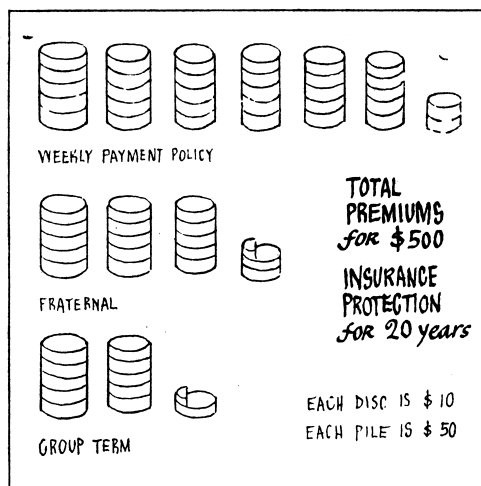 WEEKLY PAYMENT POLICY
TOTAL
PREMIUMS
for $500
INSURANCE
PROTECTION
for 20 years
FRATERNAL
EACH DISC IS $10
EACH PILE IS $50
GROUP TERM